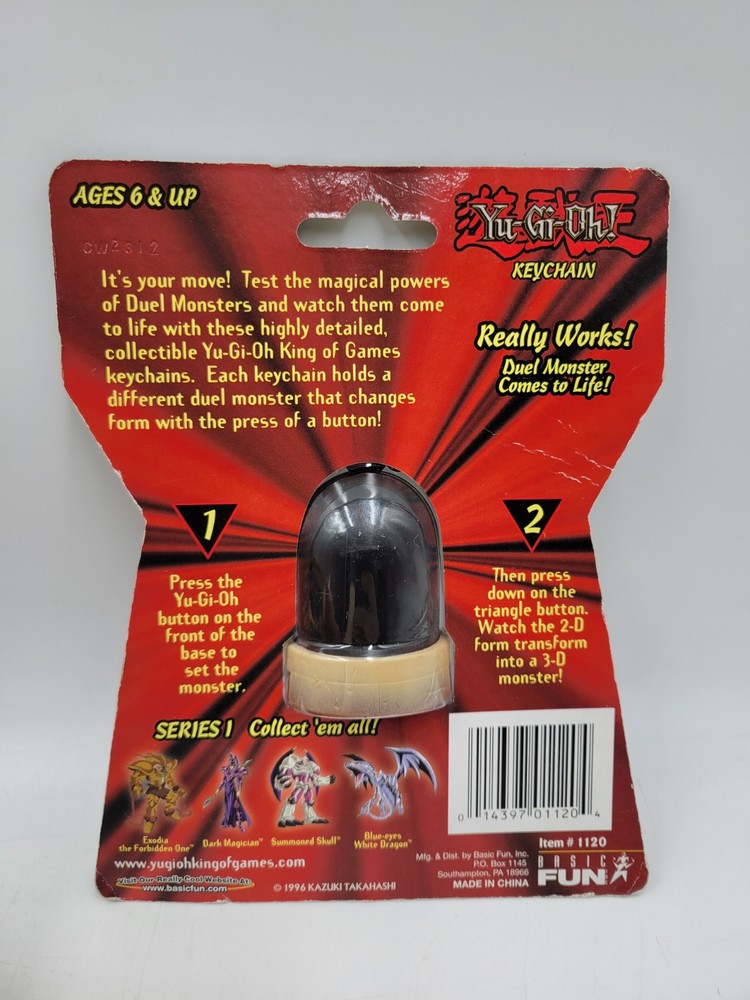 AGES 6 & UP
遊戯王
Yu-Gi-Oh!
KEYCHAIN
CW2312
It's your move! Test the magical powers
of Duel Monsters and watch them come
to life with these highly detailed,
collectible Yu-Gi-Oh King of Games
keychains. Each keychain holds a
different duel monster that changes
form with the press of a button!
Really Works!
Duel Monster
Comes to Life!
1
Press the
Yu-Gi-Oh
button on the
front of the
base to
set the
monster.
2
Then press
down on the
triangle button.
Watch the 2-D
form transform
into a 3-D
monster!
SERIES 1 Collect 'em all!
Exodia
the Forbidden One™
Dark Magician™
Summoned Skull™
Blue-eyes
White Dragon™
0 14397 01120 4
www.yugiohkingofgames.com
Visit Our Really Cool Website At:
www.basicfun.com
© 1996 KAZUKI TAKAHASHI
Mfg. & Dist. by Basic Fun, Inc.
P.O. Box 1145
Southampton, PA 18966
MADE IN CHINA
Item # 1120
BASIC
FUN